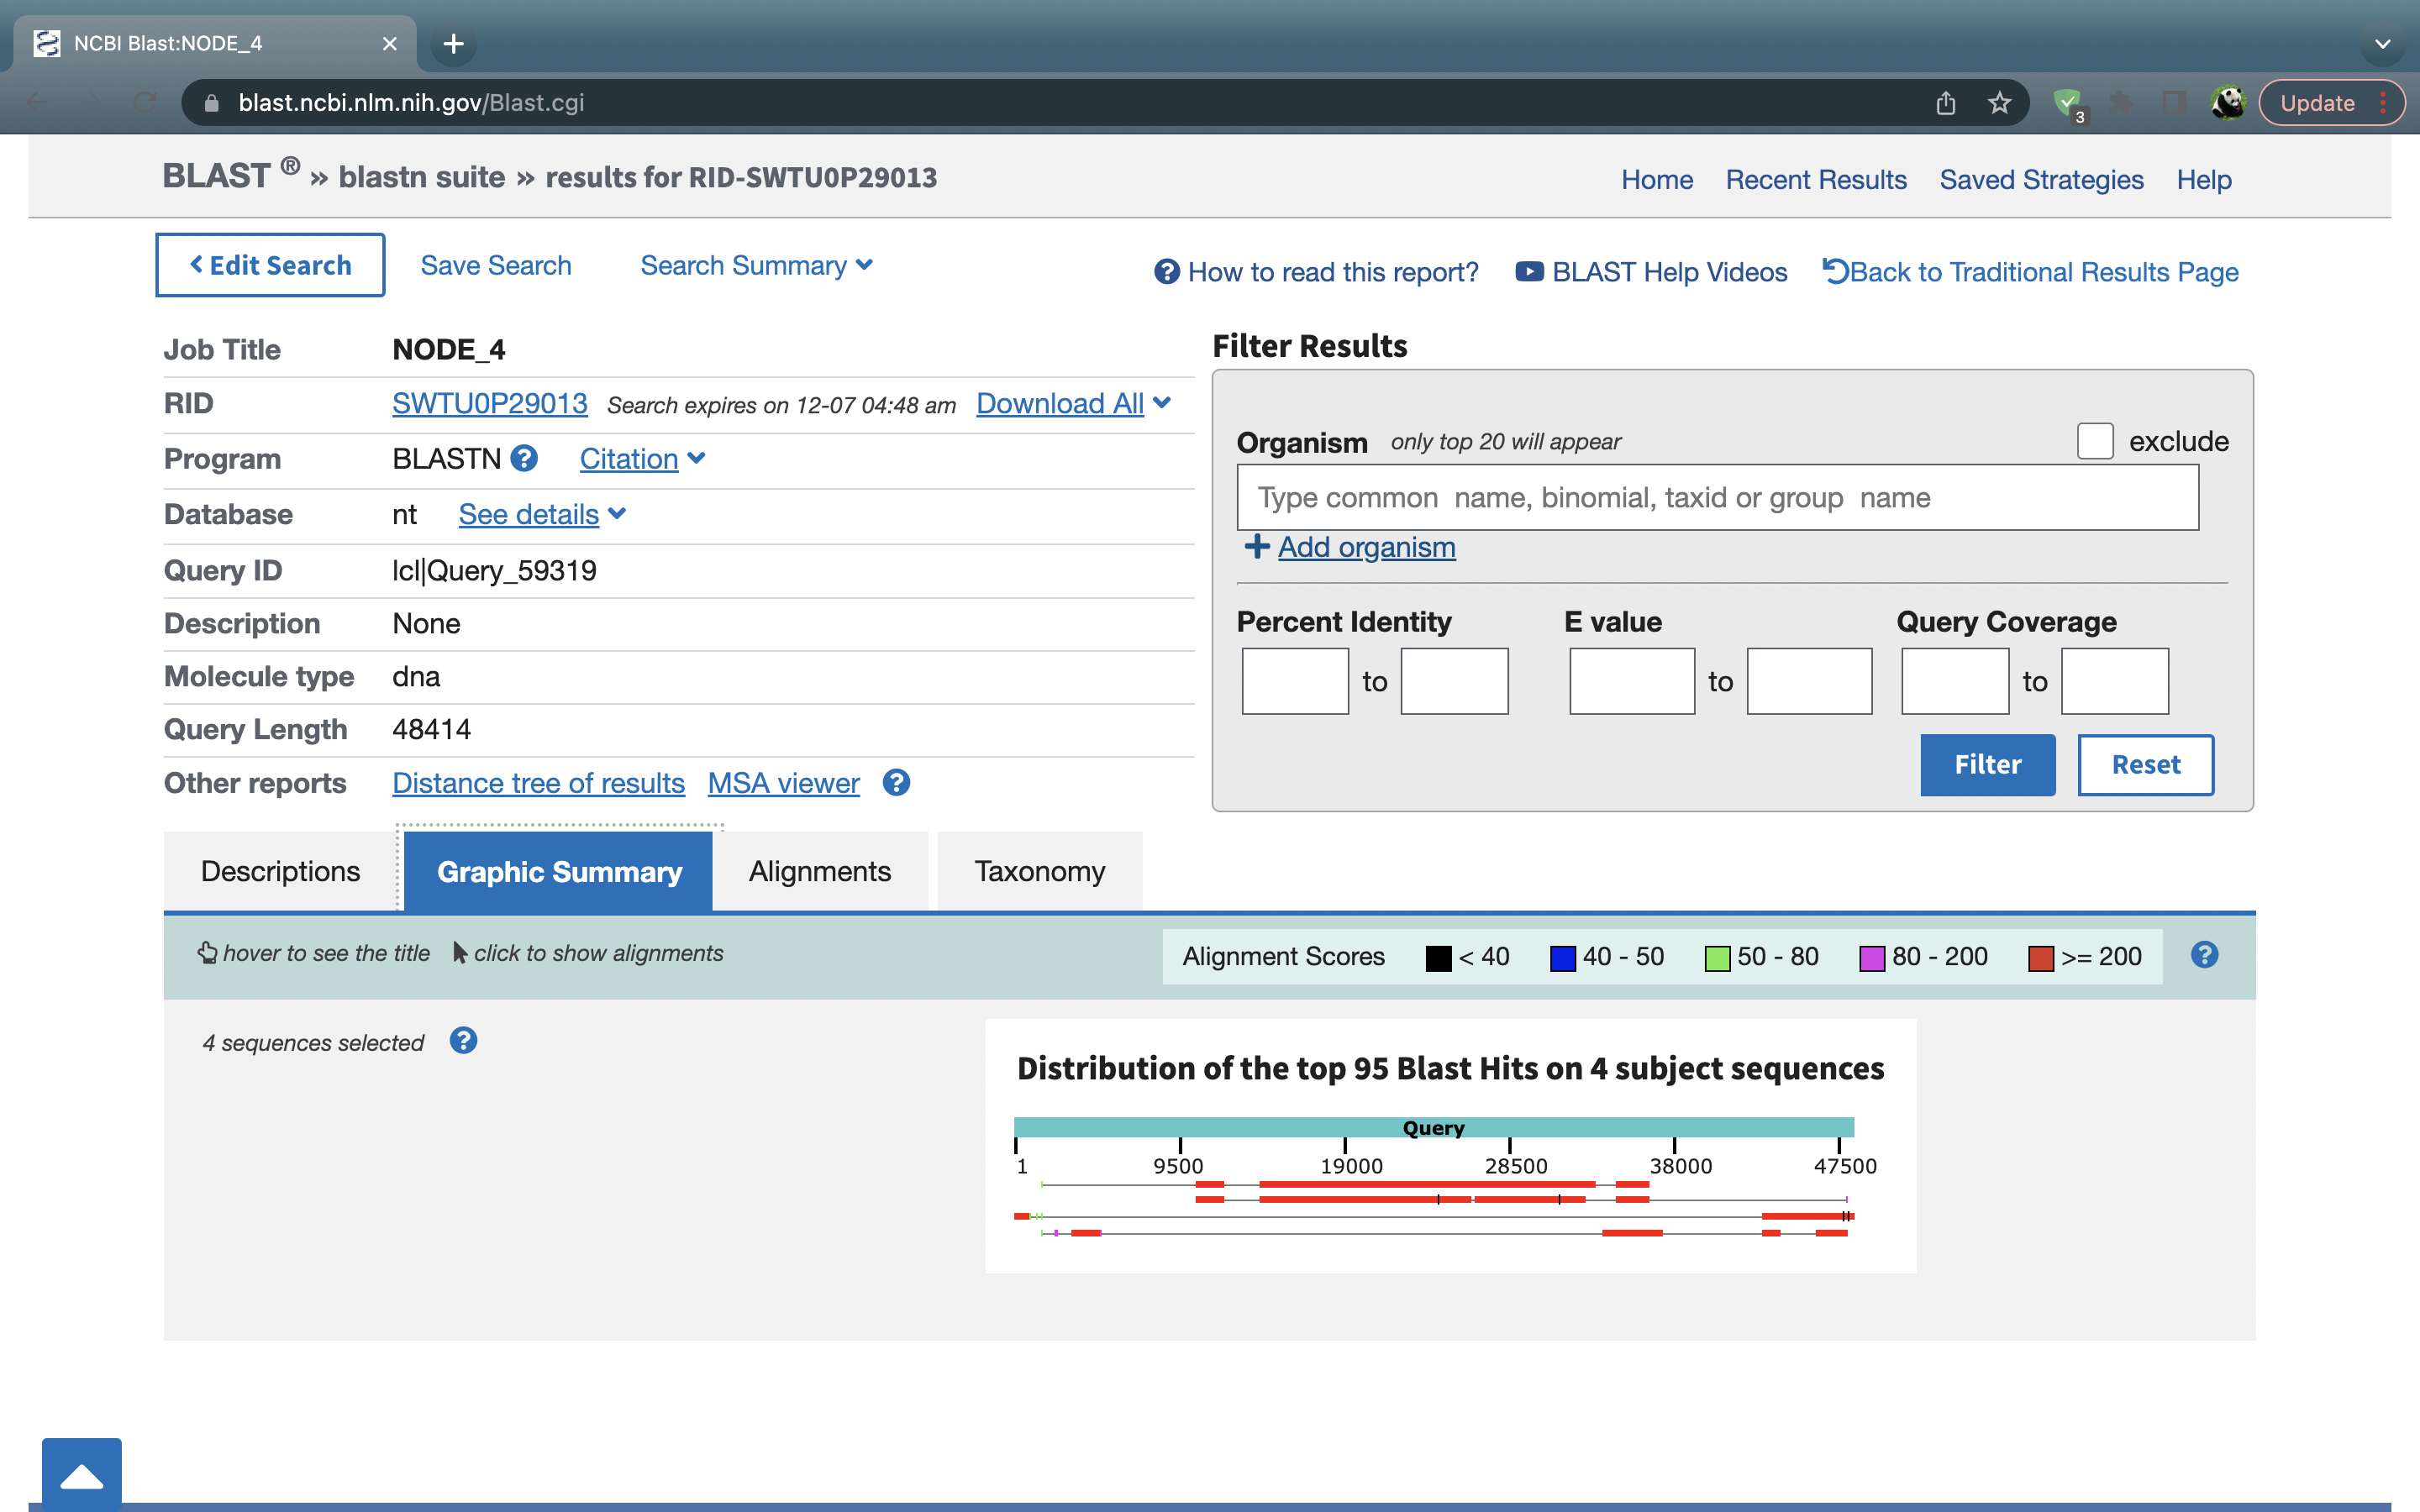 NCBI Blast:NODE_4
blast.ncbi.nlm.nih.gov/Blast.cgi
3
Update
BLAST ® » blastn suite » results for RID-SWTU0P29013
Home Recent Results Saved Strategies Help
Edit Search Save Search Search Summary
How to read this report? BLAST Help Videos Back to Traditional Results Page
Job Title NODE_4
RID SWTU0P29013 Search expires on 12-07 04:48 am Download All
Program BLASTN Citation
Database nt See details
Query ID lcl|Query_59319
Description None
Molecule type dna
Query Length 48414
Other reports Distance tree of results MSA viewer
Filter Results
Organism only top 20 will appear exclude
Type common name, binomial, taxid or group name
Add organism
Percent Identity E value Query Coverage
to to to
Filter Reset
Descriptions Graphic Summary Alignments Taxonomy
hover to see the title click to show alignments
Alignment Scores < 40 40 - 50 50 - 80 80 - 200 >= 200
4 sequences selected
Distribution of the top 95 Blast Hits on 4 subject sequences
Query
1 9500 19000 28500 38000 47500